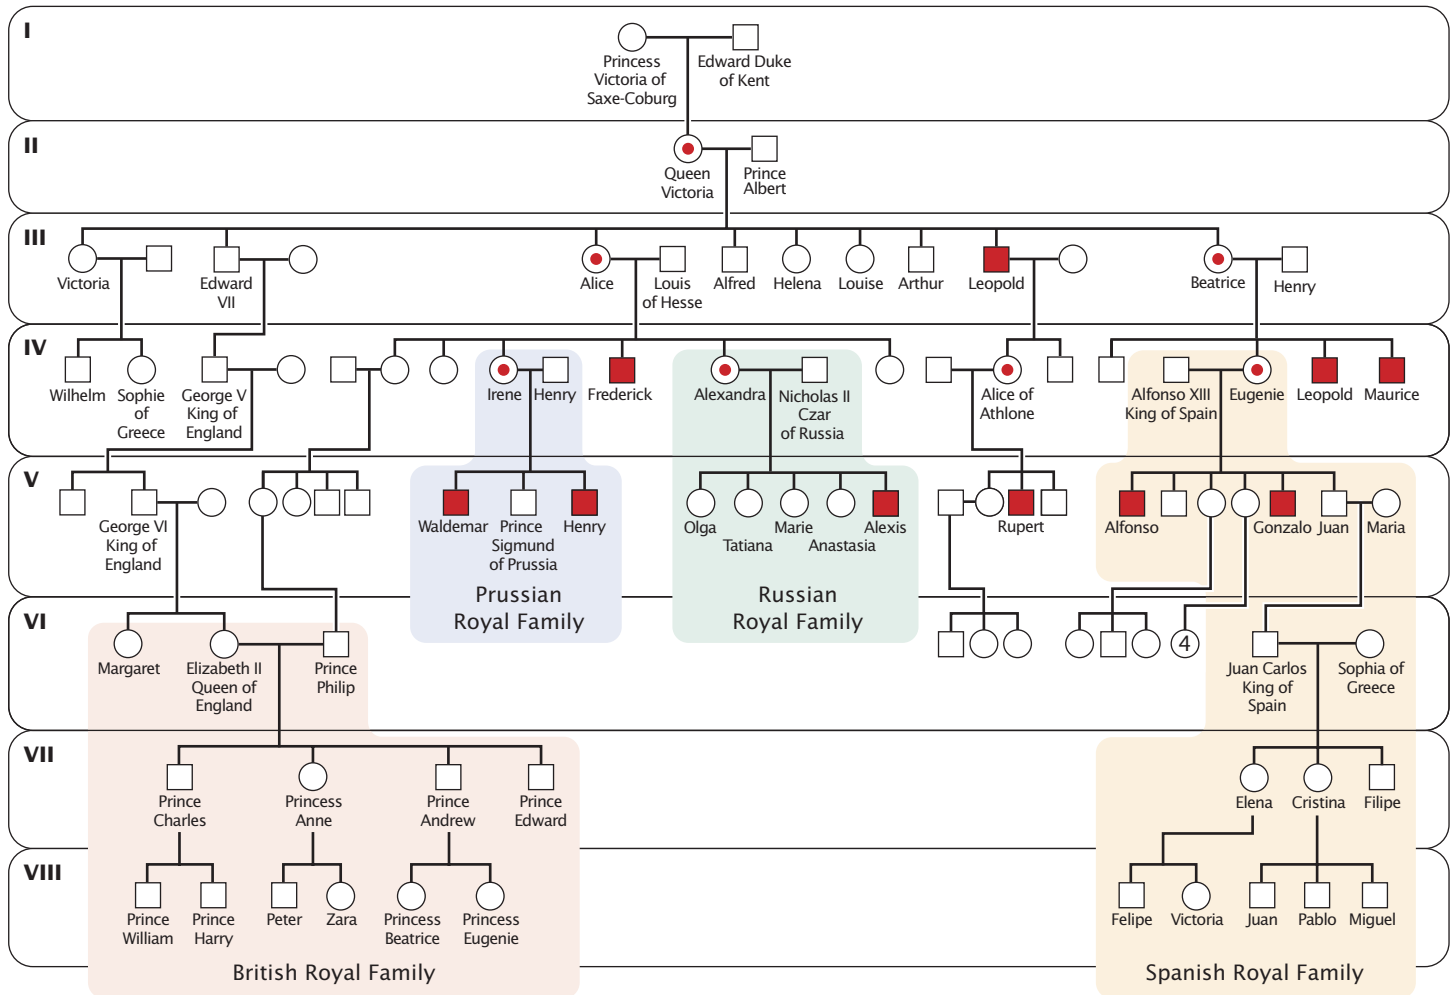 I
Princess
Victoria of
Saxe-Coburg
Edward Duke
of Kent
II
Queen
Victoria
Prince
Albert
III
Victoria
Edward
VII
Alice
Louis
of Hesse
Alfred
Helena
Louise
Arthur
Leopold
Beatrice
Henry
IV
Wilhelm
Sophie
of
Greece
George V
King of
England
Irene
Henry
Frederick
Alexandra
Nicholas II
Czar
of Russia
Alice of
Athlone
Alfonso XIII
King of Spain
Eugenie
Leopold
Maurice
V
George VI
King of
England
Waldemar
Prince
Sigmund
of Prussia
Henry
Prussian
Royal Family
Olga
Tatiana
Marie
Anastasia
Alexis
Russian
Royal Family
Rupert
Alfonso
Gonzalo
Juan
Maria
VI
Margaret
Elizabeth II
Queen of
England
Prince
Philip
4
Juan Carlos
King of
Spain
Sophia of
Greece
VII
Prince
Charles
Princess
Anne
Prince
Andrew
Prince
Edward
Elena
Cristina
Filipe
VIII
Prince
William
Prince
Harry
Peter
Zara
Princess
Beatrice
Princess
Eugenie
British Royal Family
Felipe
Victoria
Juan
Pablo
Miguel
Spanish Royal Family